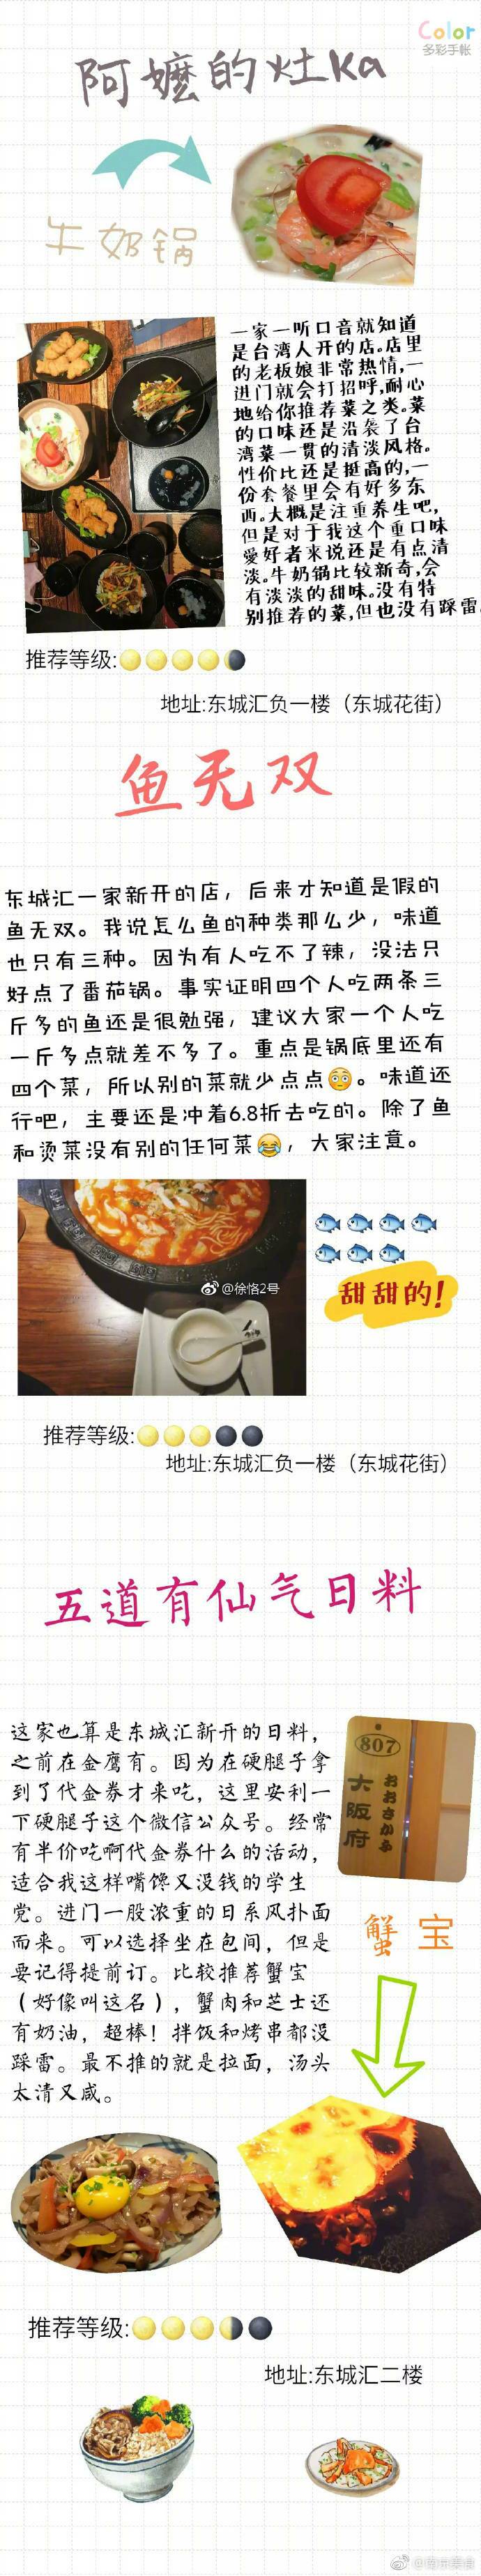 Color
多彩手帐
阿嬷的灶ka
牛奶锅
一家一听口音就知道
是台湾人开的店。店里
的老板娘非常热情,一
进门就会打招呼,耐心
地给你推荐菜之类。菜
的口味还是沿袭了台
湾菜一贯的清淡风格。
性价比还是挺高的,一
份套餐里会有好多东
西。大概是注重养生吧,
但是对于我这个重口味
爱好者来说还是有点清
淡。牛奶锅比较新奇,会
有淡淡的甜味。没有特
别推荐的菜,但也没有踩雷。
推荐等级:
地址:东城汇负一楼（东城花街）
鱼无双
东城汇一家新开的店，后来才知道是假的
鱼无双。我说怎么鱼的种类那么少，味道
也只有三种。因为有人吃不了辣，没法只
好点了番茄锅。事实证明四个人吃两条三
斤多的鱼还是很勉强，建议大家一个人吃
一斤多点就差不多了。重点是锅底里还有
四个菜，所以别的菜就少点点😳。味道还
行吧，主要还是冲着6.8折去吃的。除了鱼
和烫菜没有别的任何菜😂，大家注意。
@徐恪2号
甜甜的!
推荐等级:
地址:东城汇负一楼（东城花街）
五道有仙气日料
这家也算是东城汇新开的日料，
之前在金鹰有。因为在硬腿子拿
到了代金券才来吃，这里安利一
下硬腿子这个微信公众号。经常
有半价吃啊代金券什么的活动，
适合我这样嘴馋又没钱的学生
党。进门一股浓重的日系风扑面
而来。可以选择坐在包间，但是
要记得提前订。比较推荐蟹宝
（好像叫这名），蟹肉和芝士还
有奶油，超棒！拌饭和烤串都没
踩雷。最不推的就是拉面，汤头
太清又咸。
807
大阪府
おおさかふ
蟹宝
推荐等级:
地址:东城汇二楼